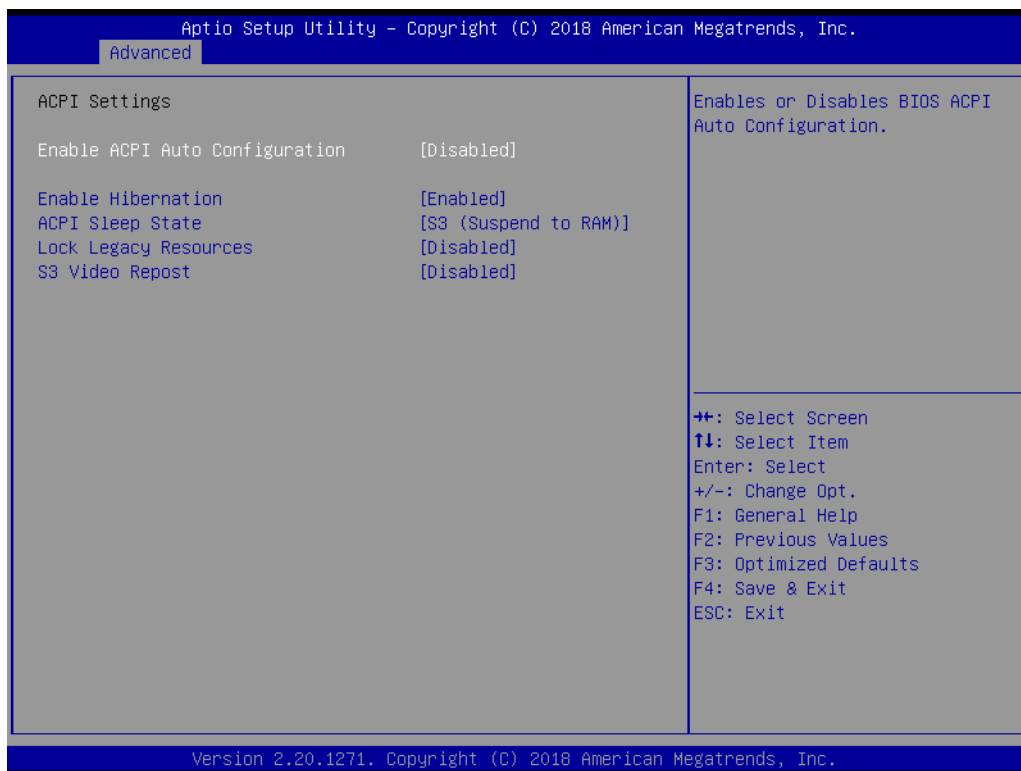 Aptio Setup Utility – Copyright (C) 2018 American Megatrends, Inc.
Advanced
ACPI Settings
Enable ACPI Auto Configuration [Disabled]
Enable Hibernation [Enabled]
ACPI Sleep State [S3 (Suspend to RAM)]
Lock Legacy Resources [Disabled]
S3 Video Repost [Disabled]
Enables or Disables BIOS ACPI
Auto Configuration.
→←: Select Screen
↑↓: Select Item
Enter: Select
+/-: Change Opt.
F1: General Help
F2: Previous Values
F3: Optimized Defaults
F4: Save & Exit
ESC: Exit
Version 2.20.1271. Copyright (C) 2018 American Megatrends, Inc.